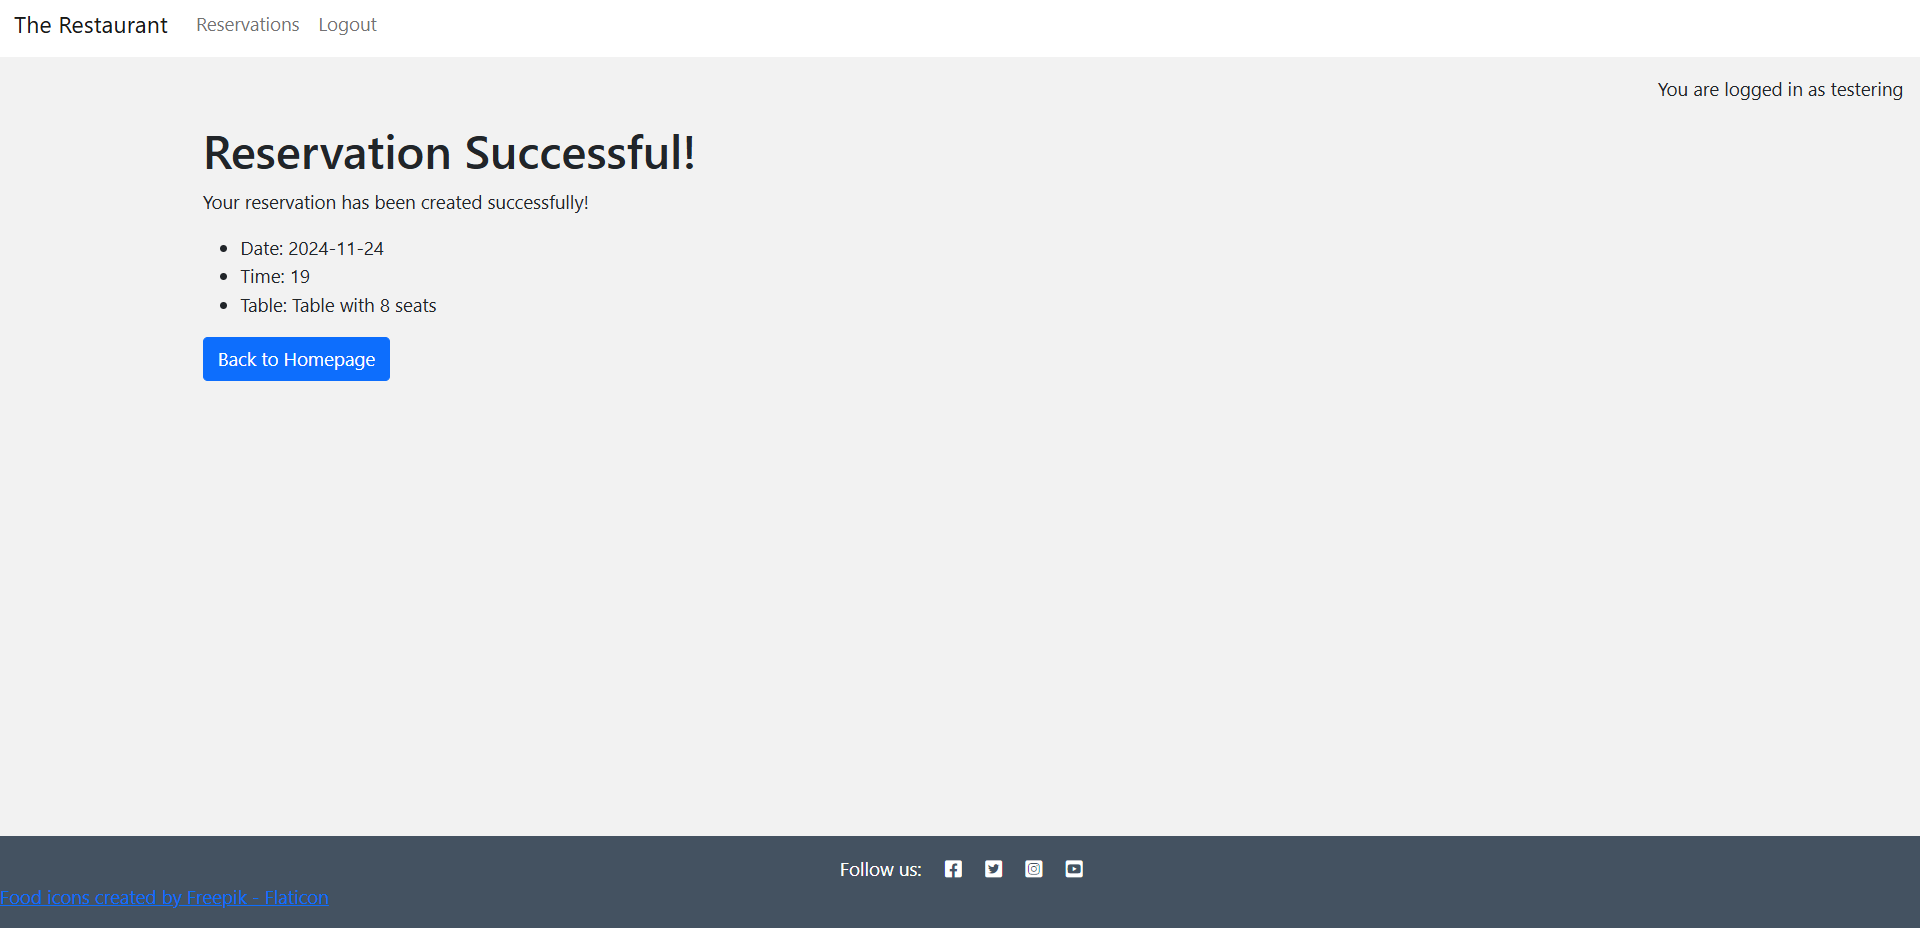 The Restaurant Reservations Logout
You are logged in as testering
Reservation Successful!
Your reservation has been created successfully!
Date: 2024-11-24
Time: 19
Table: Table with 8 seats
Back to Homepage
Follow us:
Food icons created by Freepik - Flaticon